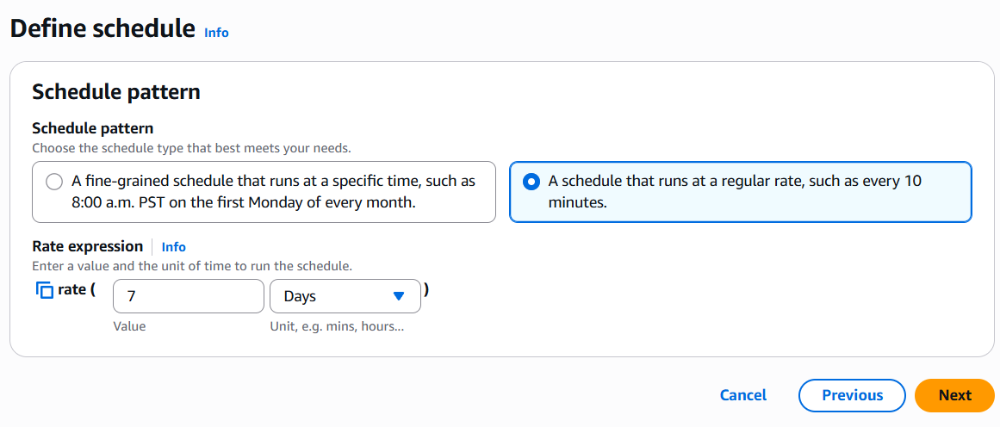 Define schedule Info
Schedule pattern
Schedule pattern
Choose the schedule type that best meets your needs.
A fine-grained schedule that runs at a specific time, such as
8:00 a.m. PST on the first Monday of every month.
A schedule that runs at a regular rate, such as every 10
minutes.
Rate expression Info
Enter a value and the unit of time to run the schedule.
rate ( 7 Days )
Value Unit, e.g. mins, hours...
Cancel Previous Next